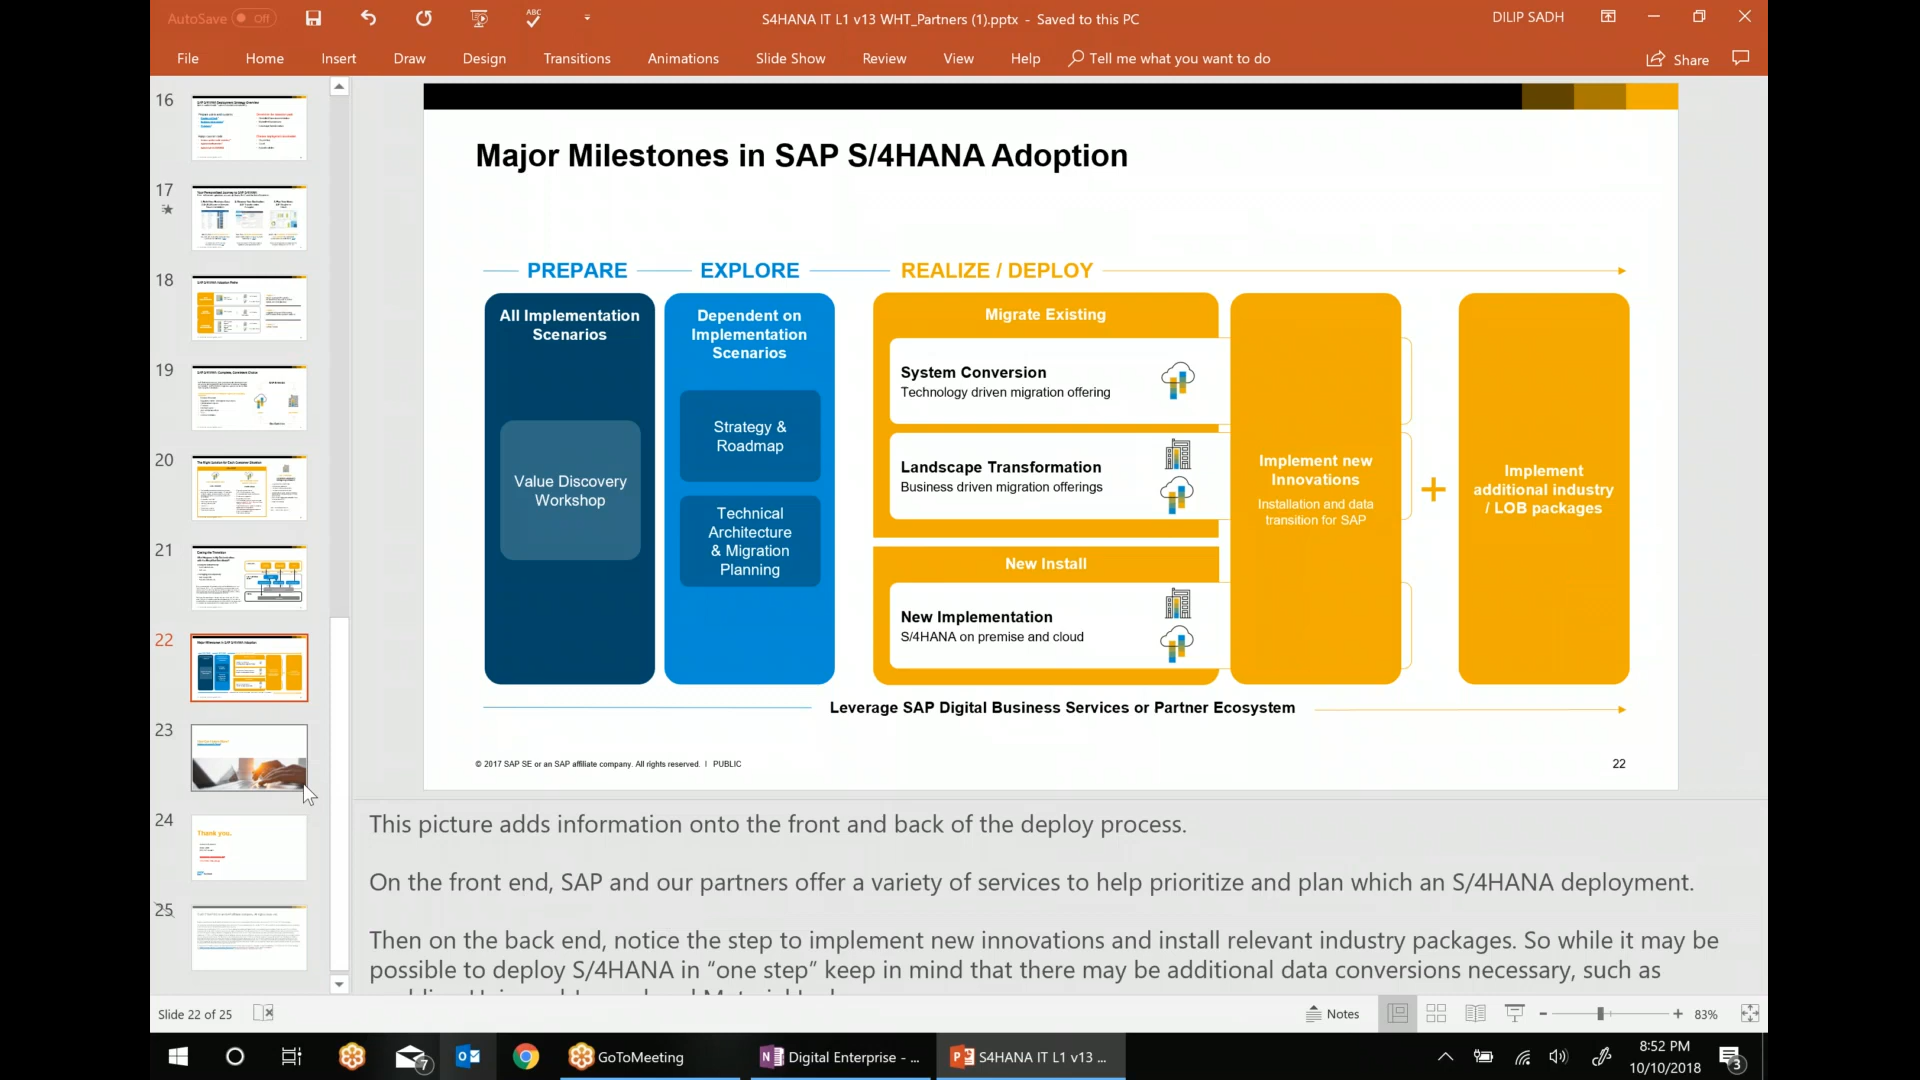 AutoSave Off
ABC
S4HANA IT L1 v13 WHT_Partners (1).pptx - Saved to this PC
DILIP SADH
File Home Insert Draw Design Transitions Animations Slide Show Review View Help Tell me what you want to do
Share
16
17
18
19
20
21
22
23
24
Thank you.
25
Major Milestones in SAP S/4HANA Adoption
PREPARE
EXPLORE
REALIZE / DEPLOY
All Implementation
Scenarios
Value Discovery
Workshop
Dependent on
Implementation
Scenarios
Strategy &
Roadmap
Technical
Architecture
& Migration
Planning
Migrate Existing
System Conversion
Technology driven migration offering
Landscape Transformation
Business driven migration offerings
New Install
New Implementation
S/4HANA on premise and cloud
Implement new
Innovations
Installation and data
transition for SAP
+
Implement
additional industry
/ LOB packages
Leverage SAP Digital Business Services or Partner Ecosystem
© 2017 SAP SE or an SAP affiliate company. All rights reserved. I PUBLIC
22
This picture adds information onto the front and back of the deploy process.
On the front end, SAP and our partners offer a variety of services to help prioritize and plan which an S/4HANA deployment.
Then on the back end, notice the step to implement new innovations and install relevant industry packages. So while it may be
possible to deploy S/4HANA in “one step” keep in mind that there may be additional data conversions necessary, such as
Slide 22 of 25
Notes
83%
7
GoToMeeting
Digital Enterprise - ...
S4HANA IT L1 v13 ...
8:52 PM
10/10/2018
3